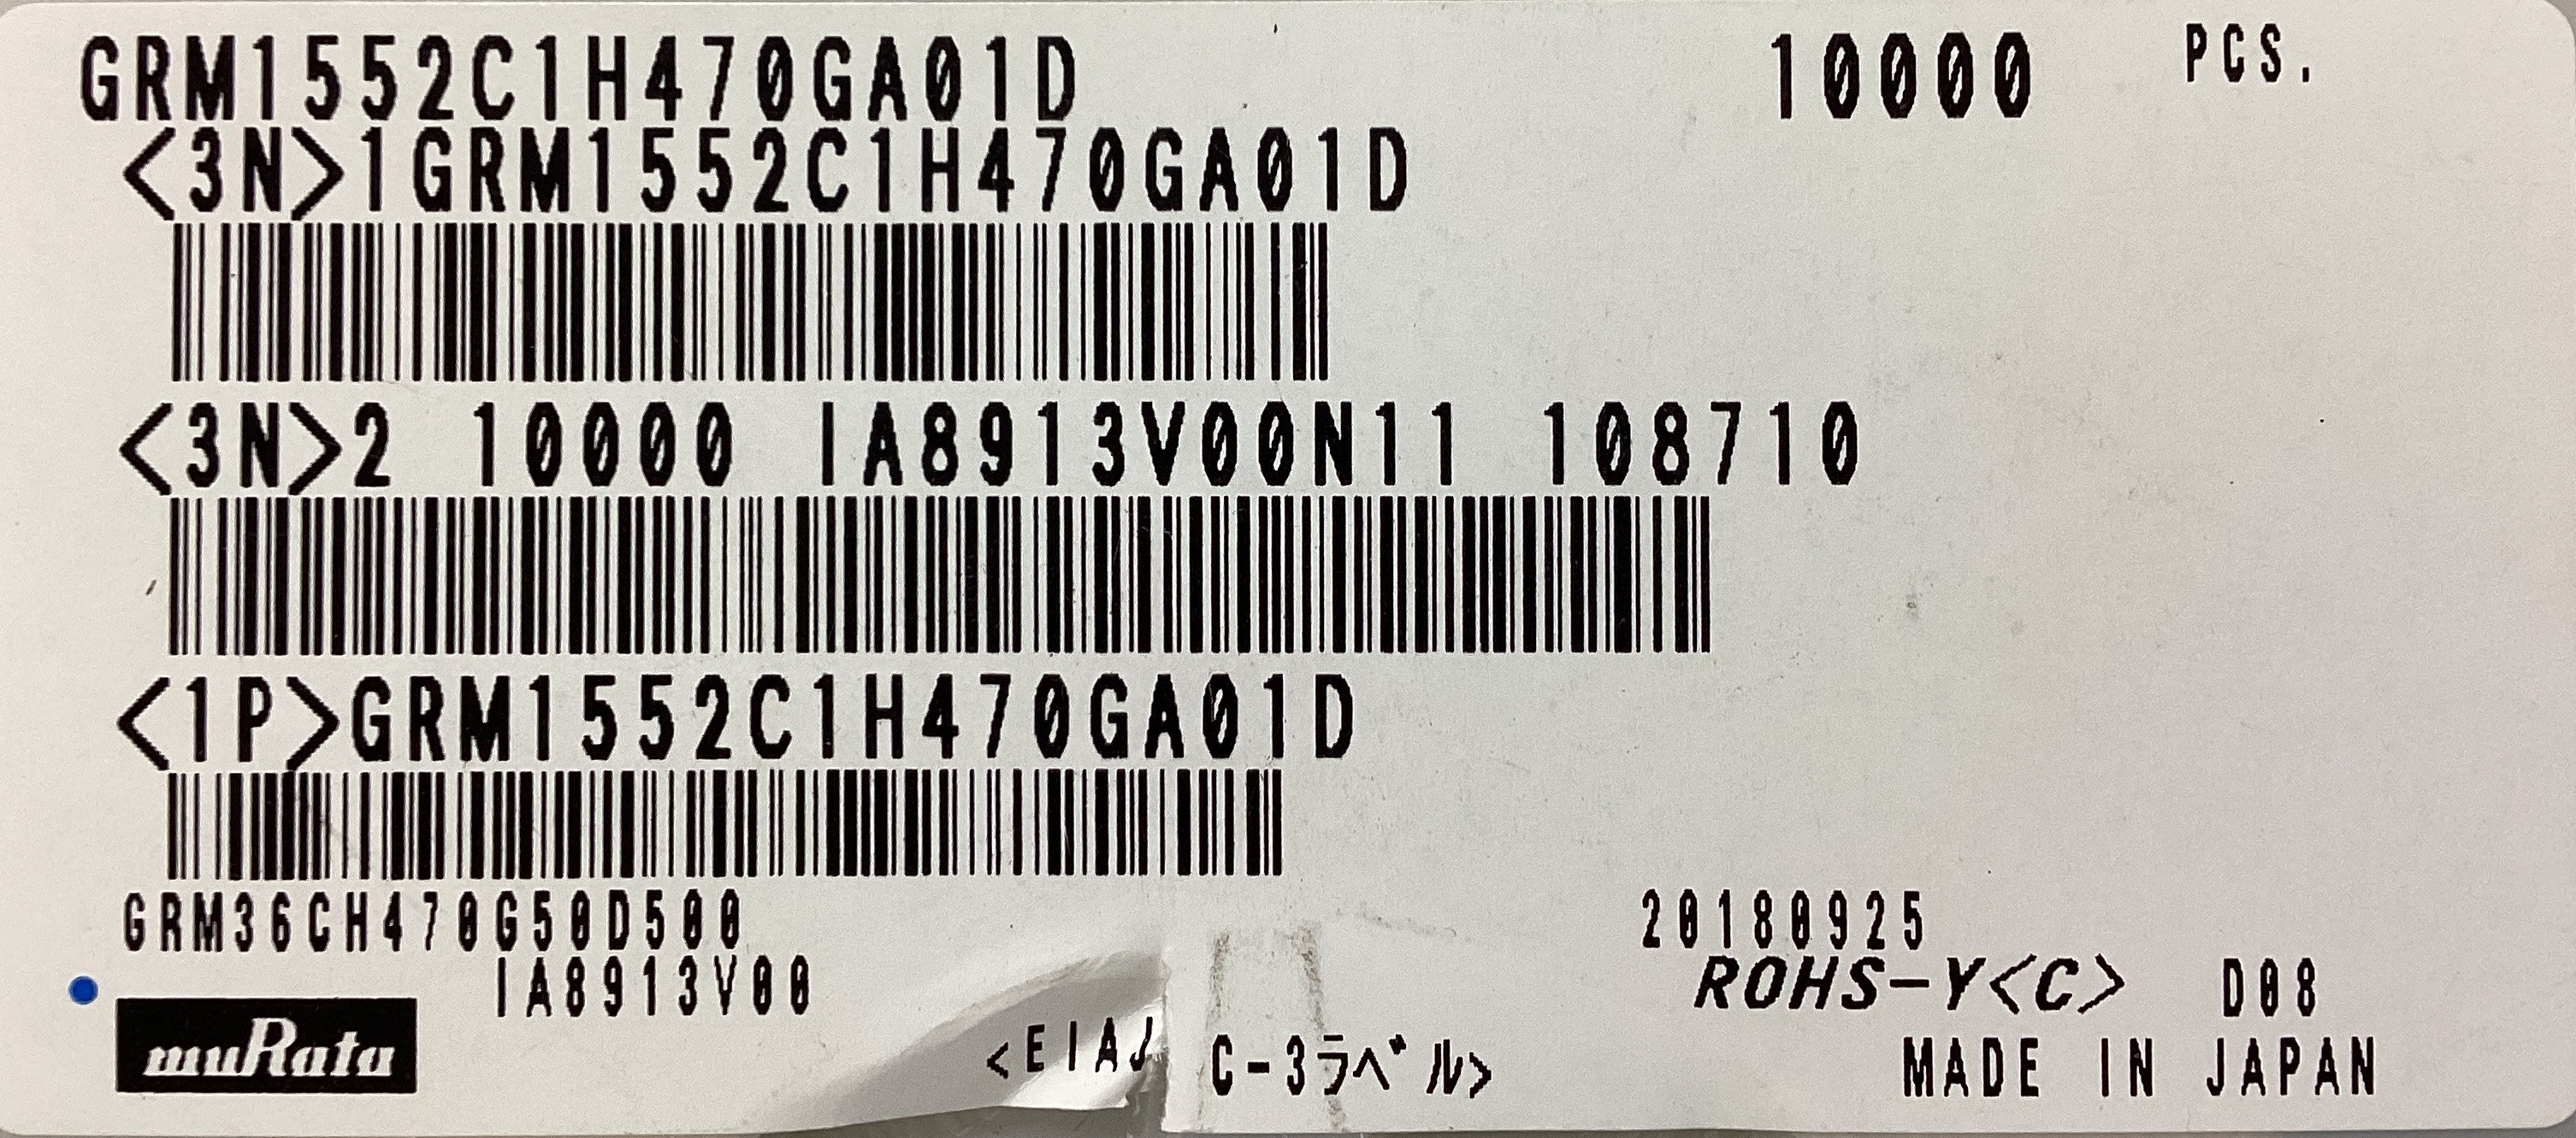 GRM1552C1H470GA01D 10000 PCS.
<3N>1GRM1552C1H470GA01D
<3N>2 10000 IA8913V00N11 108710
<1P>GRM1552C1H470GA01D
GRM36CH470G50D500 20180925
IA8913V00 ROHS-Y<C> D08
muRata <EIAJ C-3ラベル> MADE IN JAPAN